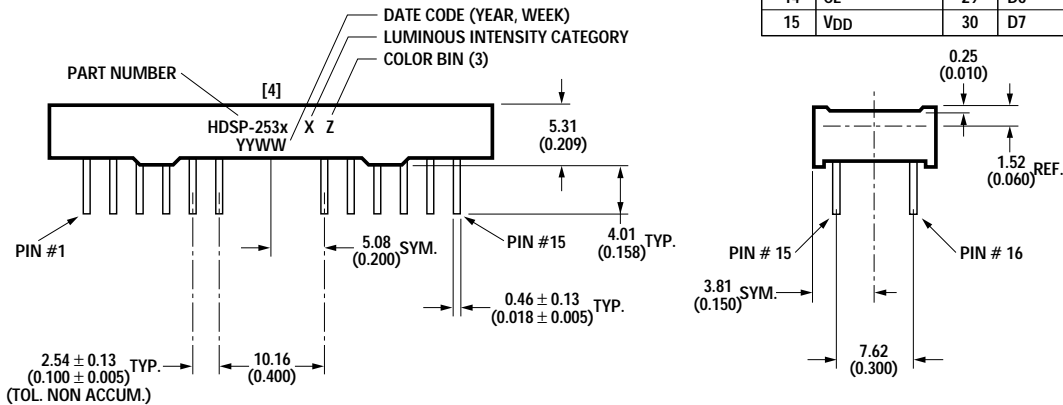 DATE CODE (YEAR, WEEK)
LUMINOUS INTENSITY CATEGORY
COLOR BIN (3)
PART NUMBER
[4]
HDSP-253x X Z
YYWW
5.31
(0.209)
PIN #1
5.08
(0.200) SYM.
PIN #15
4.01
(0.158) TYP.
0.46 ± 0.13
(0.018 ± 0.005) TYP.
2.54 ± 0.13
(0.100 ± 0.005) TYP.
(TOL. NON ACCUM.)
10.16
(0.400)
15 VDD 30 D7
0.25
(0.010)
1.52
(0.060) REF.
PIN # 15
PIN # 16
3.81
(0.150) SYM.
7.62
(0.300)